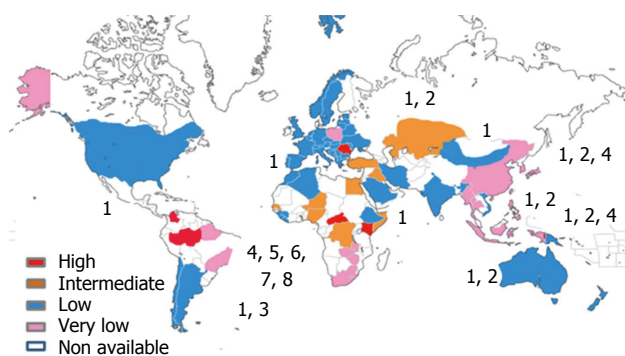 1, 2
1
1, 2, 4
1
1, 2
1
1
1, 2, 4
4, 5, 6,
7, 8
1, 2
1, 3
High
Intermediate
Low
Very low
Non available